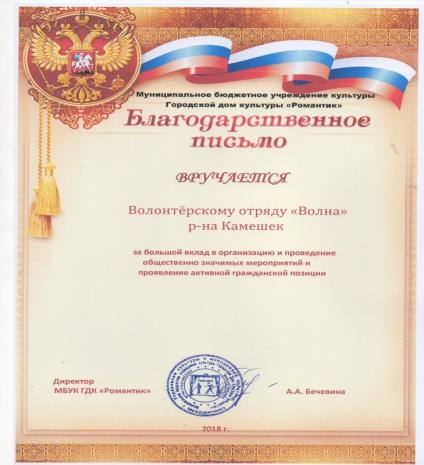 Муниципальное бюджетное учреждение культуры
Городской дом культуры «Романтик»
Благодарственное
письмо
ВРУЧАЕТСЯ
Волонтёрскому отряду «Волна»
р-на Камешек
за большой вклад в организацию и проведение
общественно значимых мероприятий и
проявление активной гражданской позиции
Директор
МБУК ГДК «Романтик»
А.А. Бечевина
2018 г.